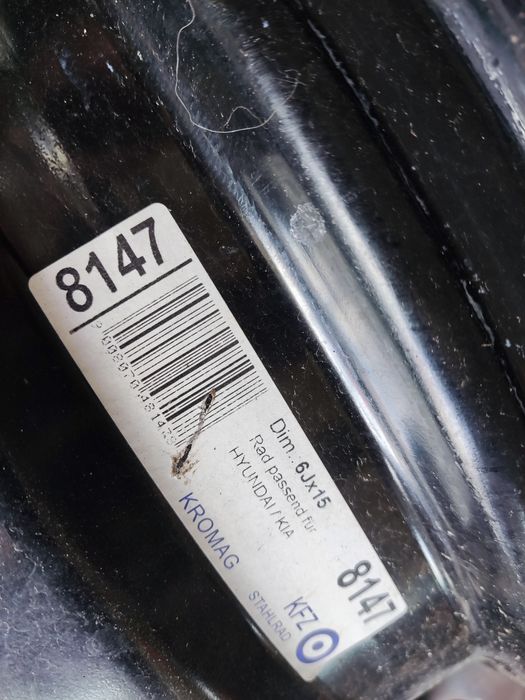 8147
Dim.: 6Jx15
Rad passend für
HYUNDAI / KIA
KROMAG
8147
KFZ
STAHLRAD